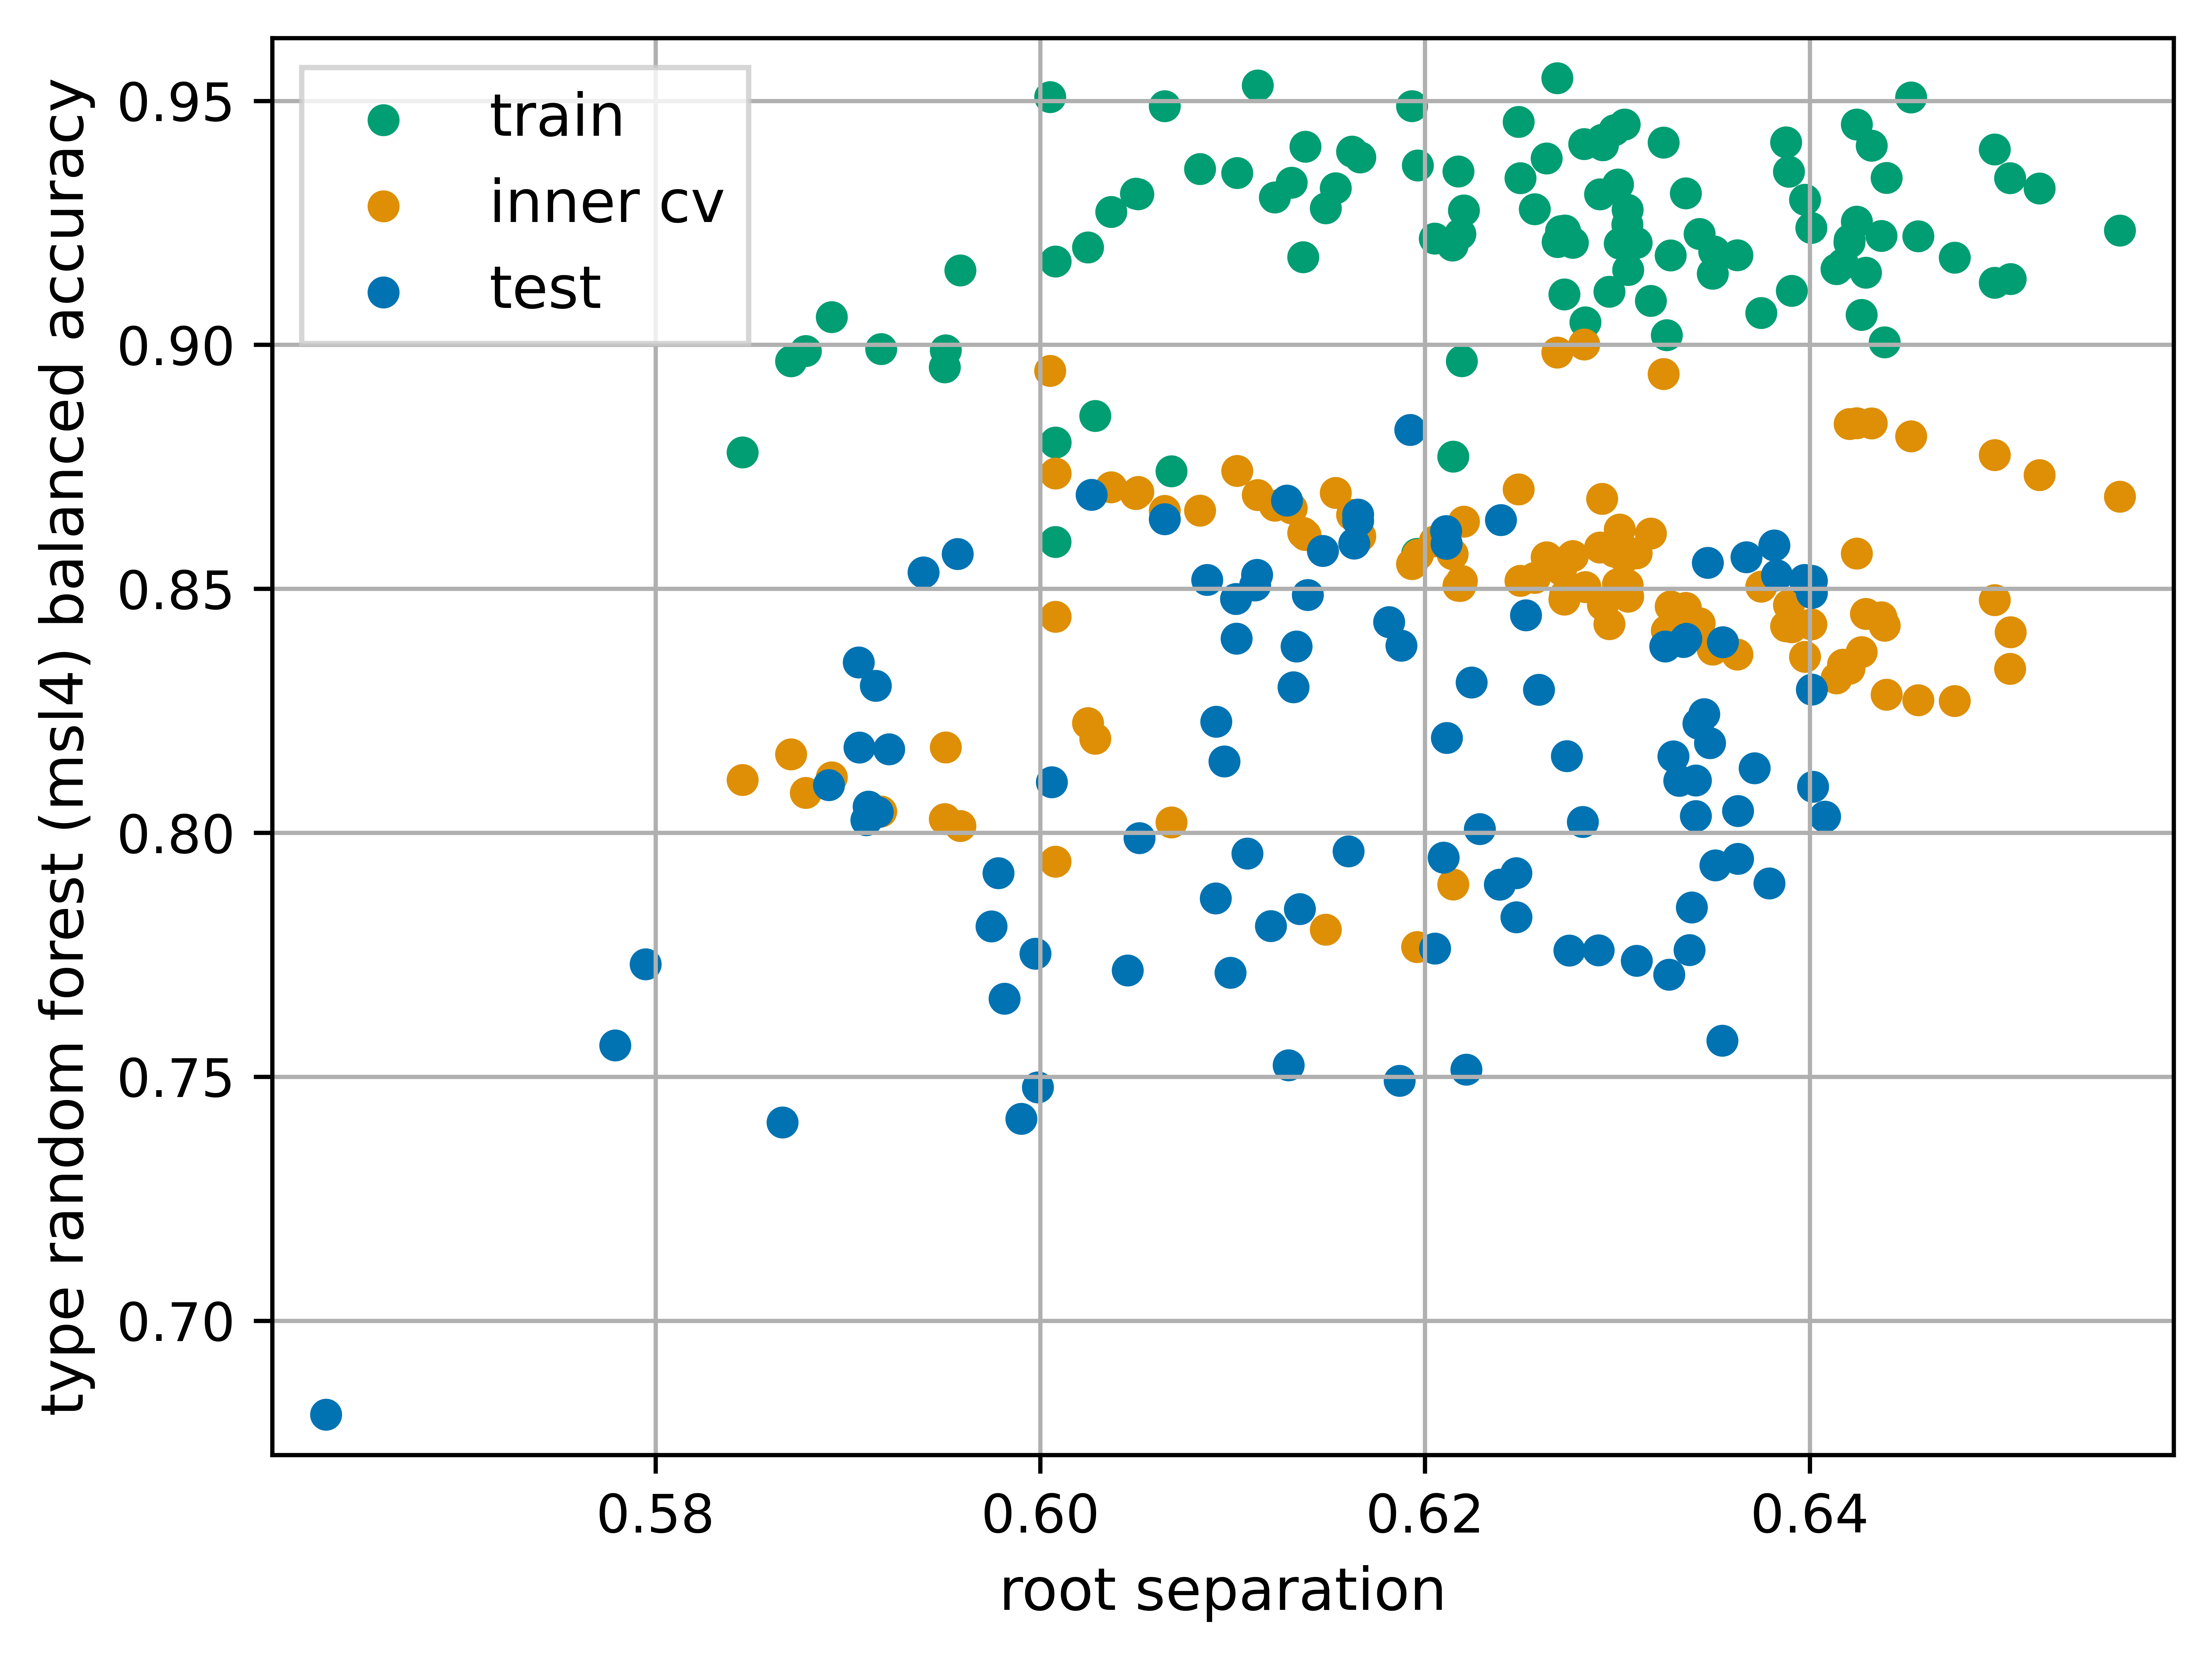 train
inner cv
test
type random forest (msl4) balanced accuracy
0.95
0.90
0.85
0.80
0.75
0.70
0.58
0.60
0.62
0.64
root separation